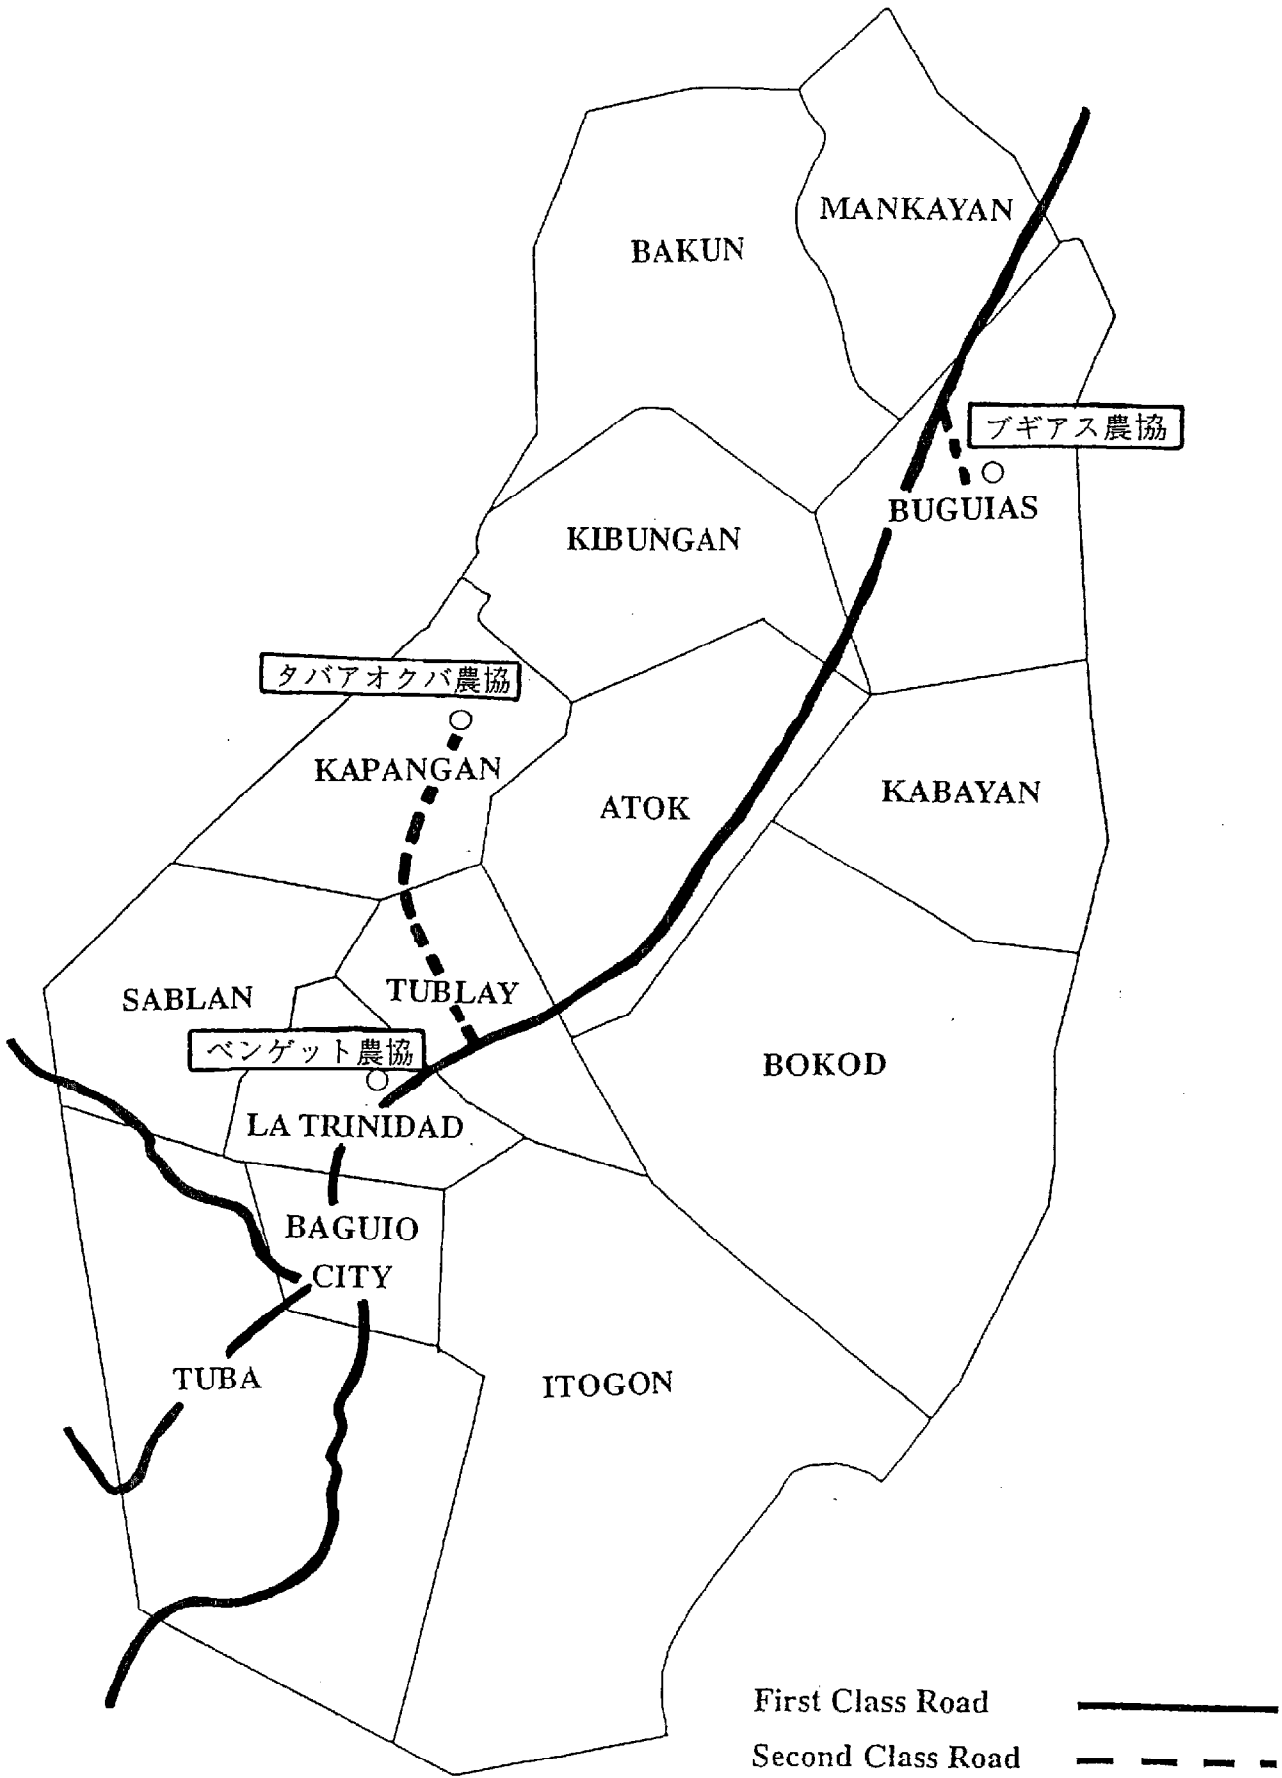 MANKAYAN
BAKUN
ブギアス農協
BUGUIAS
KIBUNGAN
タバアオクバ農協
KAPANGAN
ATOK
KABAYAN
SABLAN
TUBLAY
ベンゲット農協
BOKOD
LA TRINIDAD
BAGUIO
CITY
TUBA
ITOGON
First Class Road
Second Class Road